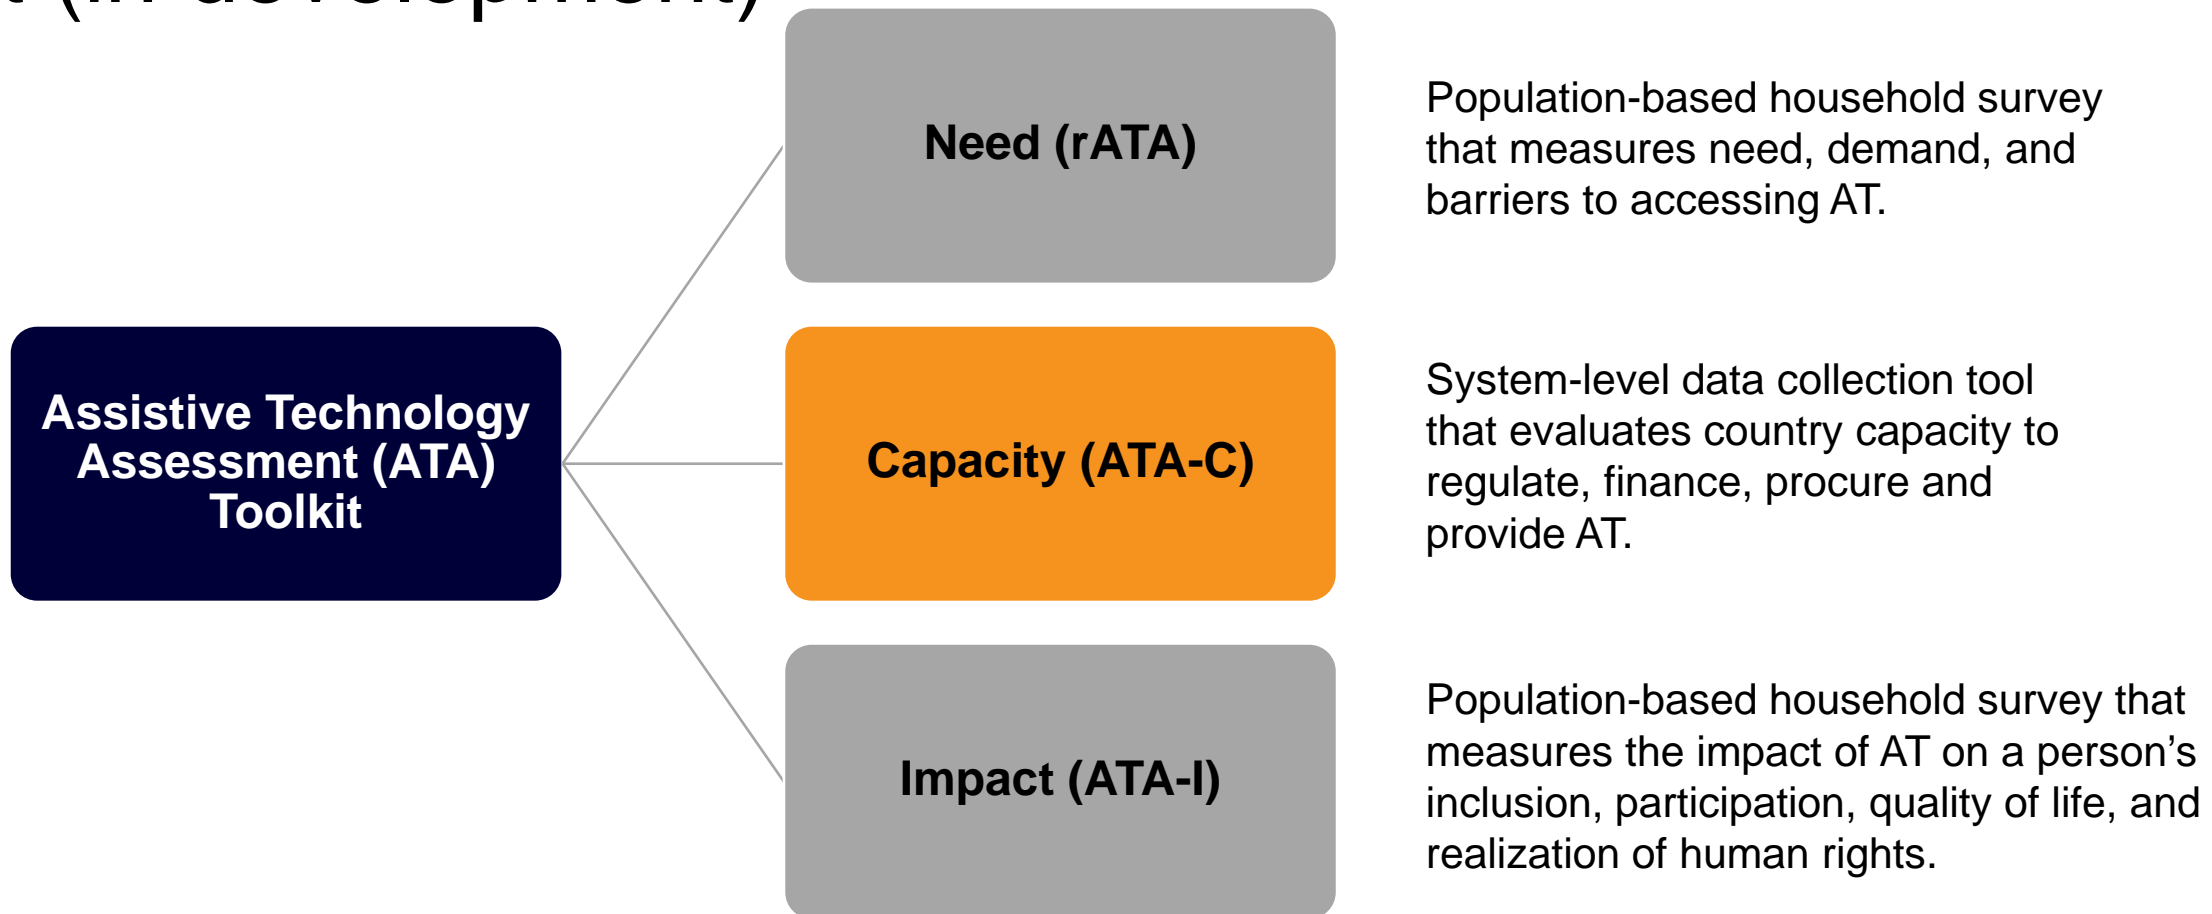 (in development)
Need (rATA)
Population-based household survey
that measures need, demand, and
barriers to accessing AT.
Assistive Technology
Assessment (ATA)
Toolkit
Capacity (ATA-C)
System-level data collection tool
that evaluates country capacity to
regulate, finance, procure and
provide AT.
Impact (ATA-I)
Population-based household survey that
measures the impact of AT on a person’s
inclusion, participation, quality of life, and
realization of human rights.